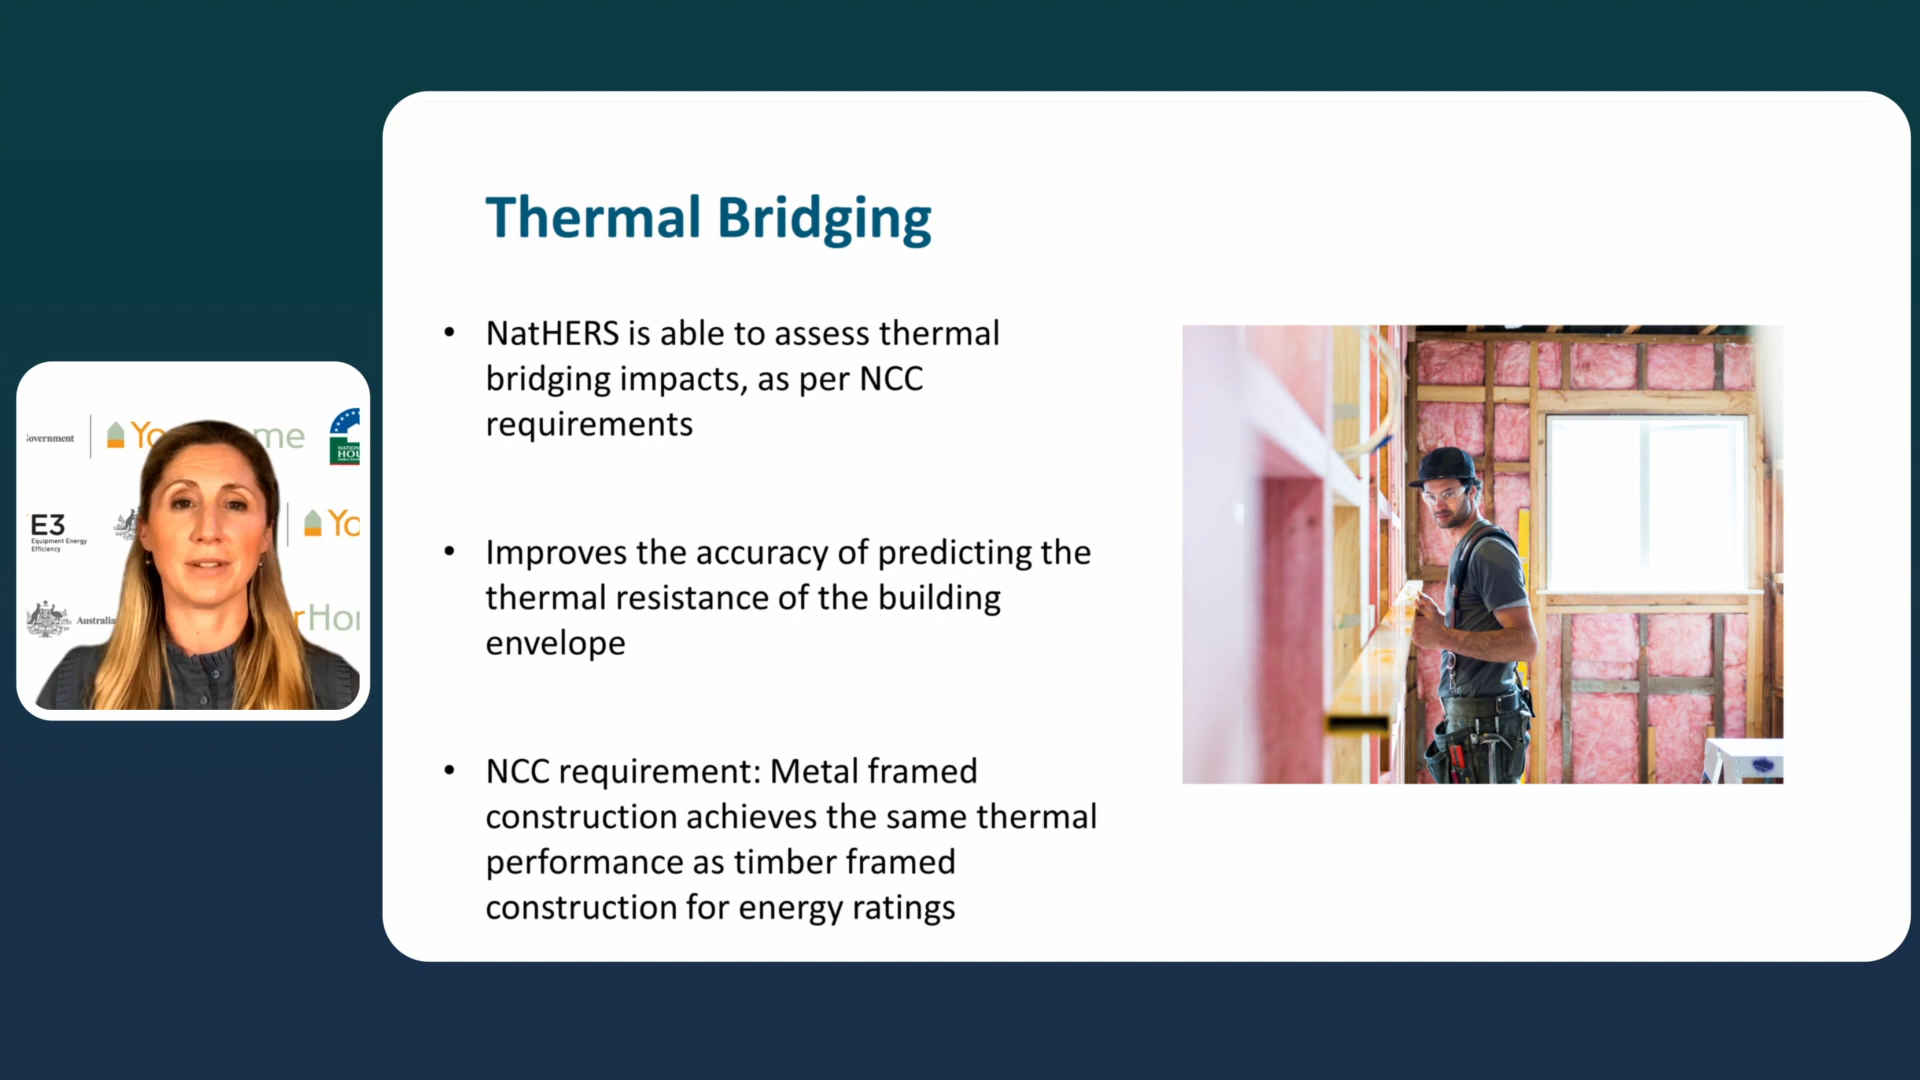 Thermal Bridging
• NatHERS is able to assess thermal
bridging impacts, as per NCC
requirements
• Improves the accuracy of predicting the
thermal resistance of the building
envelope
• NCC requirement: Metal framed
construction achieves the same thermal
performance as timber framed
construction for energy ratings
E3
Equipment Energy
Efficiency